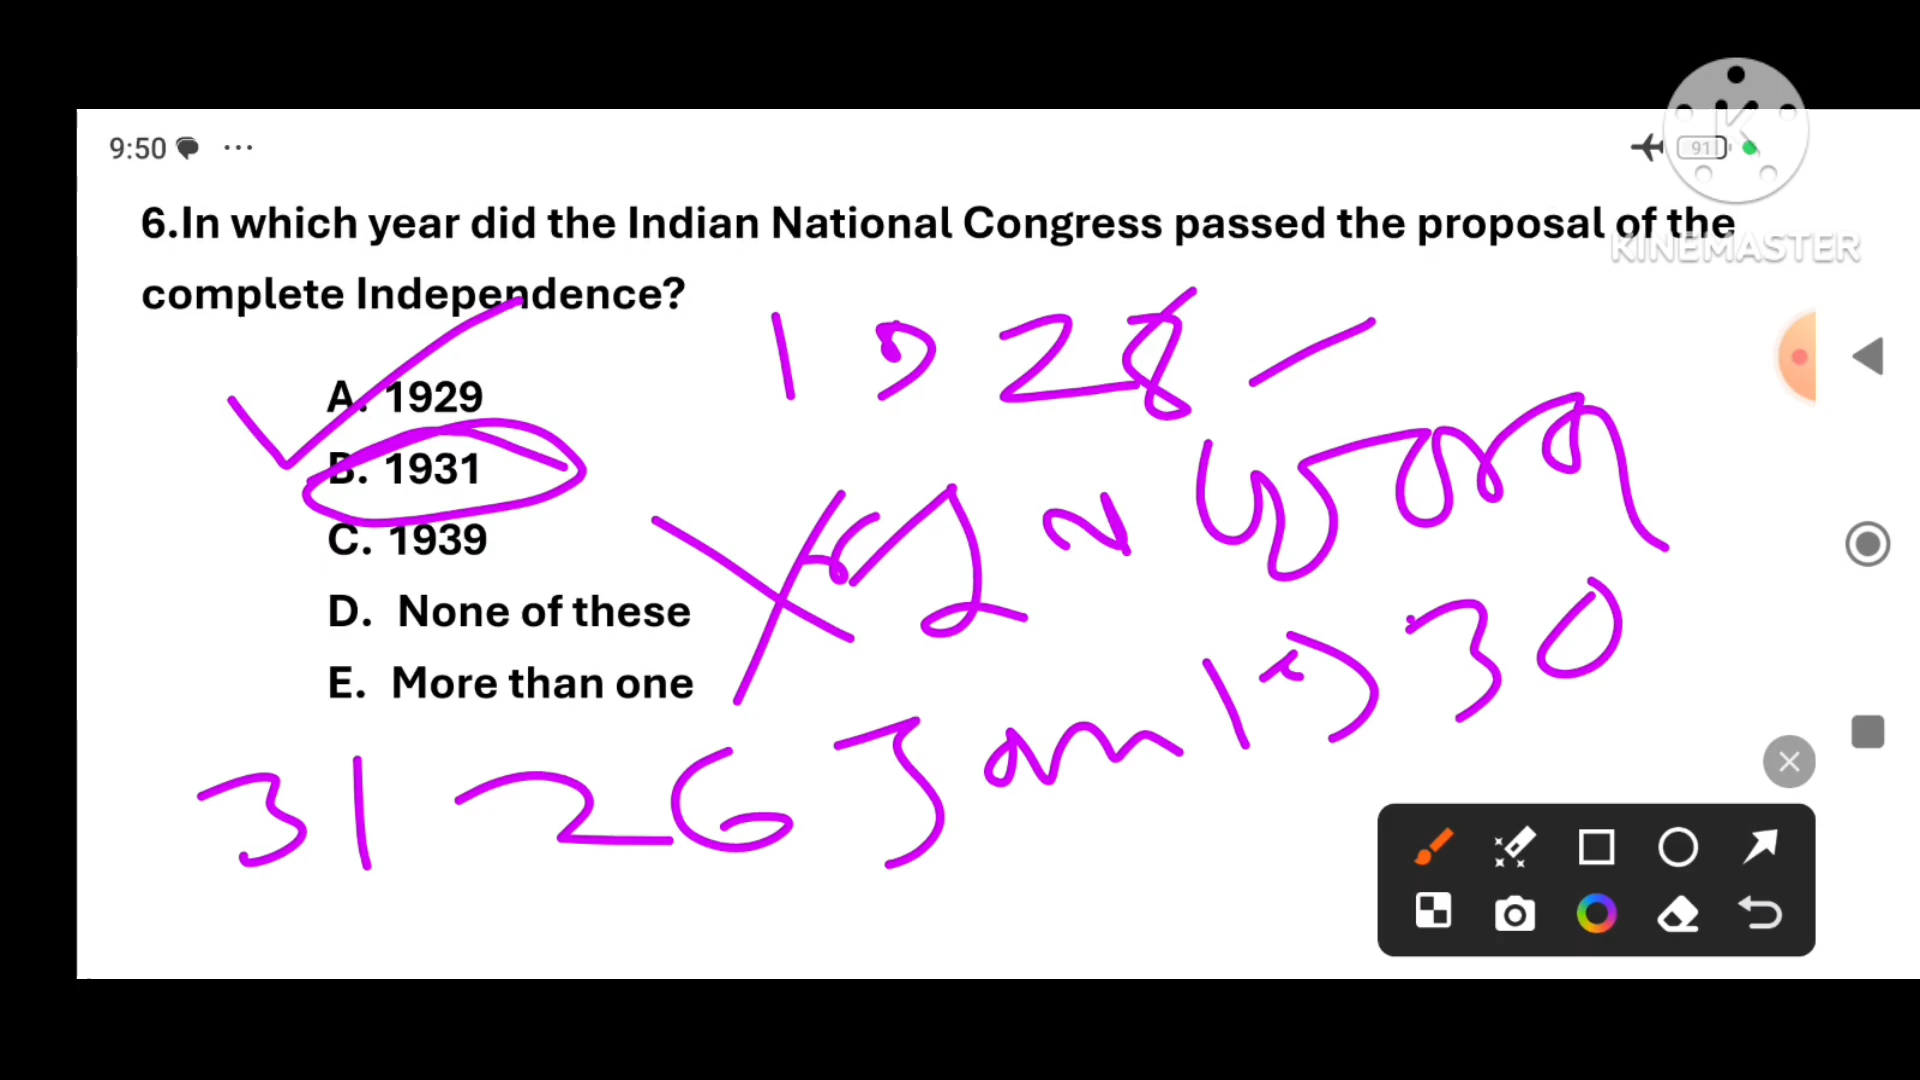 9:50 ...
91
KINEMASTER
6.In which year did the Indian National Congress passed the proposal of the
complete Independence?
1928 –
A. 1929
B. 1931
C. 1939
D. None of these
E. More than one
31 26 Jan 1930